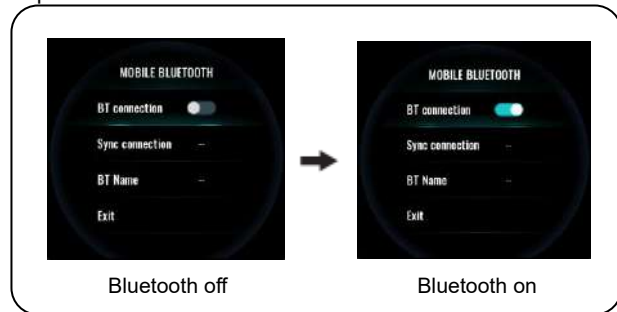 MOBILE BLUETOOTH
BT connection
Sync connection --
BT Name --
Exit
Bluetooth off
MOBILE BLUETOOTH
BT connection
Sync connection --
BT Name --
Exit
Bluetooth on